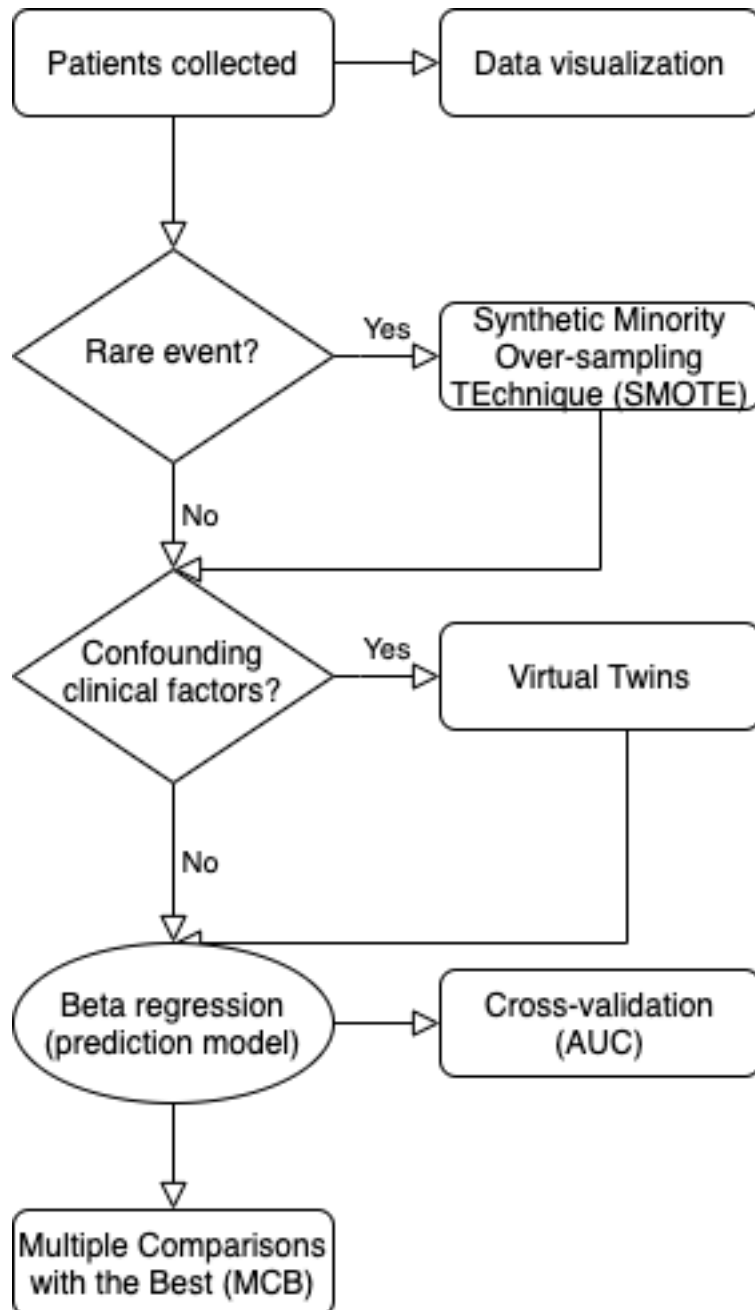 Patients collected
Data visualization
Rare event?
Yes
Synthetic Minority
Over-sampling
TEchnique (SMOTE)
No
Confounding
clinical factors?
Yes
Virtual Twins
No
Beta regression
(prediction model)
Cross-validation
(AUC)
Multiple Comparisons
with the Best (MCB)